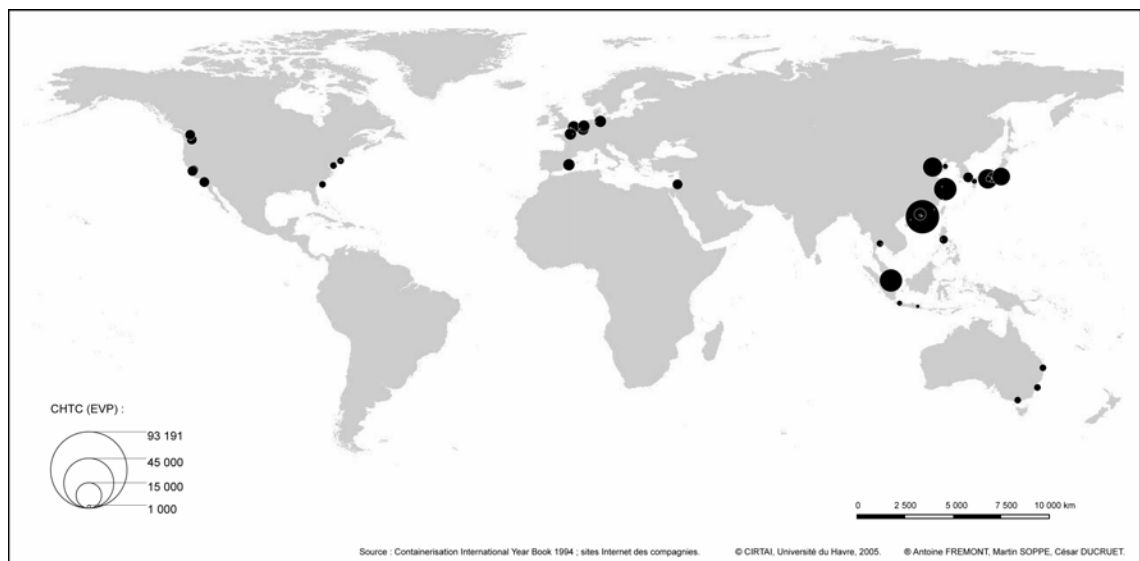 CHTC (EVP) :
93 191
45 000
15 000
1 000
0 2 500 5 000 7 500 10 000 km
Source : Containerisation International Year Book 1994 ; sites Internet des compagnies. © CIRTAI, Université du Havre, 2005. ® Antoine FREMONT, Martin SOPPE, César DUCRUET.